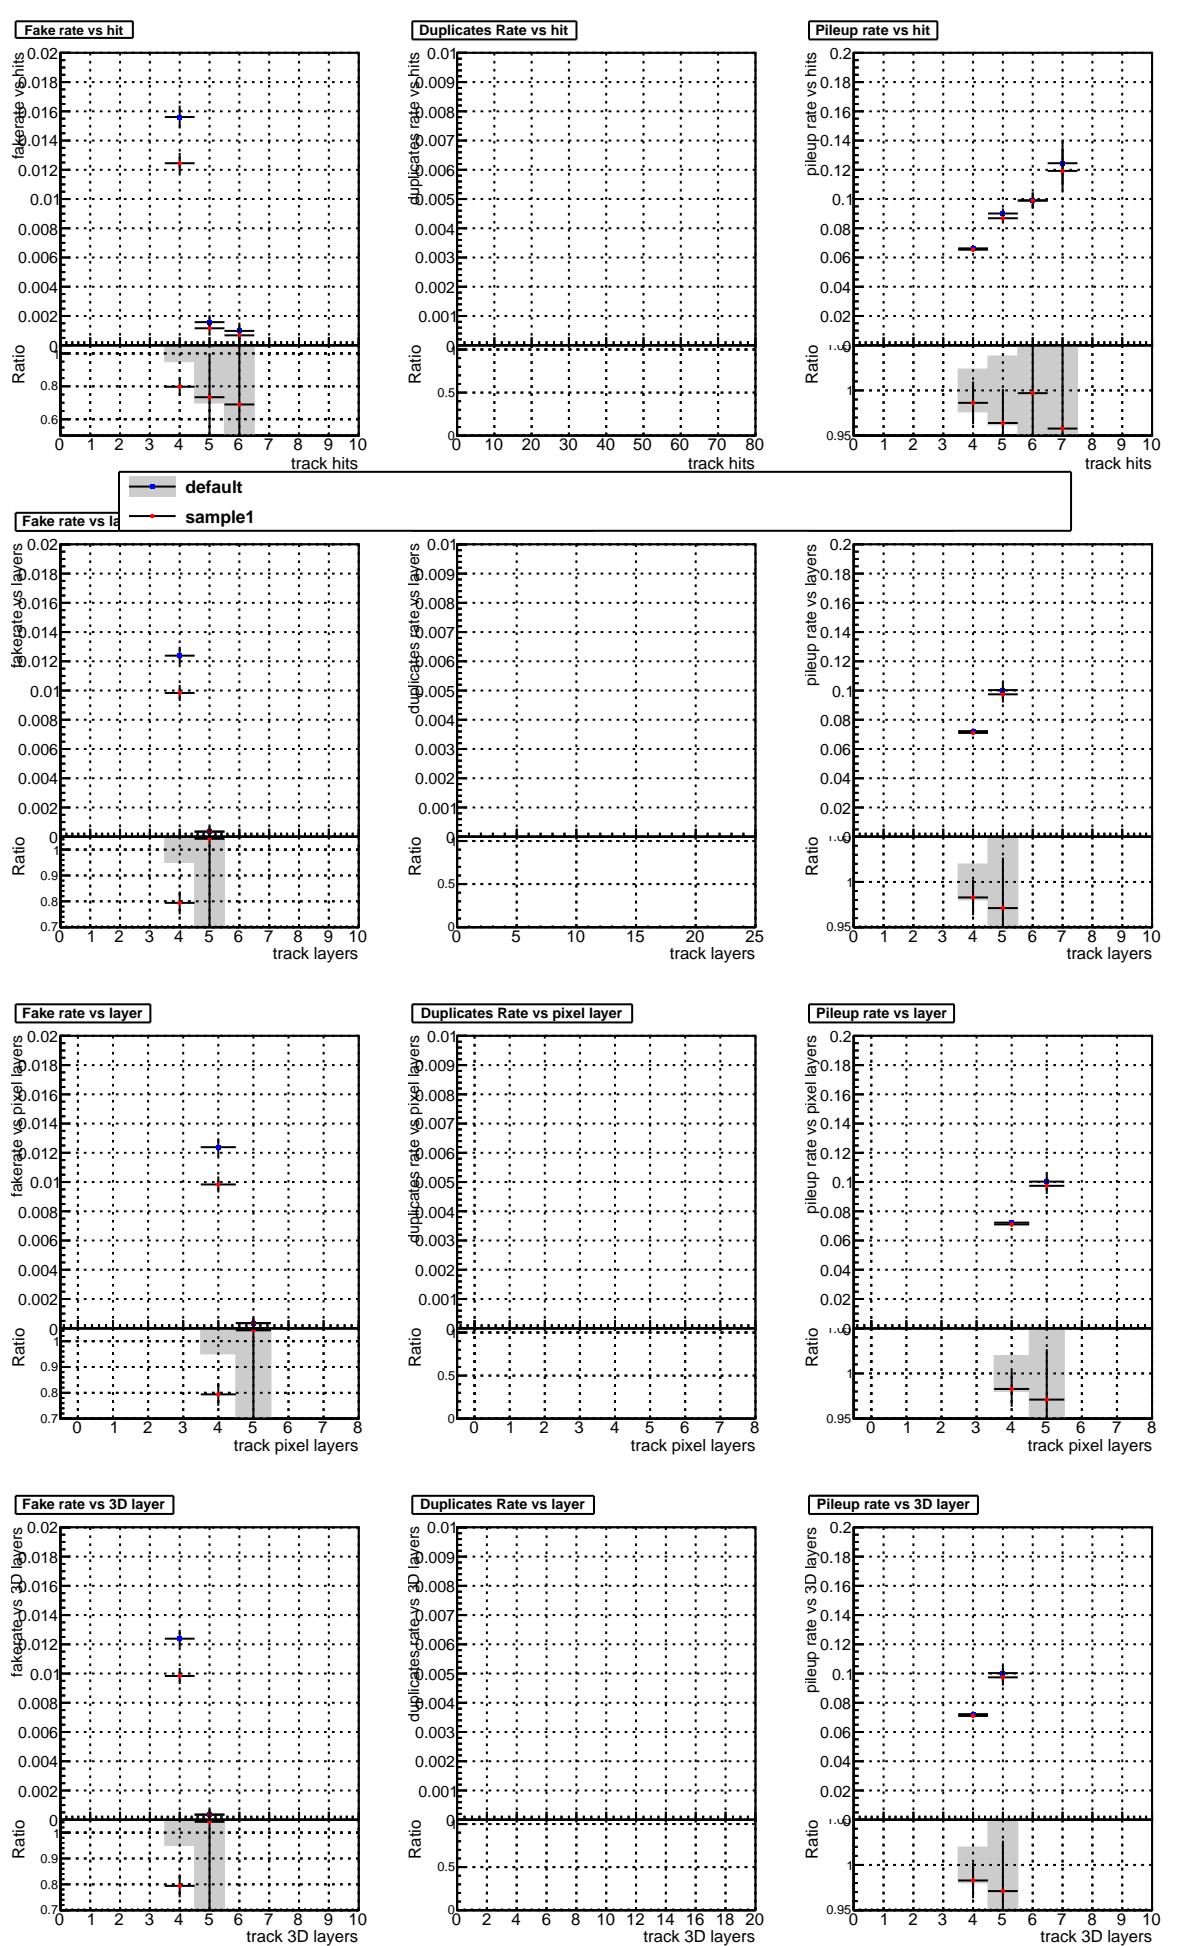 Fake rate vs hit
Duplicates Rate vs hit
Pileup rate vs hit
fakerate vs hits
0.02
0.018
0.016
0.014
0.012
0.01
0.008
0.006
0.004
0.002
0
Ratio
1
0.8
0.6
0 1 2 3 4 5 6 7 8 9 10
track hits
duplicates rate vs hits
0.01
0.009
0.008
0.007
0.006
0.005
0.004
0.003
0.002
0.001
0
Ratio
1
0.5
0
10 20 30 40 50 60 70 80
track hits
pileup rate vs hits
0.2
0.18
0.16
0.14
0.12
0.1
0.08
0.06
0.04
0.02
0
Ratio
1
0.95
0 1 2 3 4 5 6 7 8 9 10
track hits
default
sample1
Fake rate vs la
fakerate vs layers
0.02
0.018
0.016
0.014
0.012
0.01
0.008
0.006
0.004
0.002
0
Ratio
1
0.9
0.8
0.7
0 1 2 3 4 5 6 7 8 9 10
track layers
duplicates rate vs layers
0.01
0.009
0.008
0.007
0.006
0.005
0.004
0.003
0.002
0.001
0
Ratio
1
0.5
0
0 5 10 15 20 25
track layers
pileup rate vs layers
0.2
0.18
0.16
0.14
0.12
0.1
0.08
0.06
0.04
0.02
0
Ratio
1
0.95
0 1 2 3 4 5 6 7 8 9 10
track layers
Fake rate vs layer
Duplicates Rate vs pixel layer
Pileup rate vs layer
fakerate vs pixel layers
0.02
0.018
0.016
0.014
0.012
0.01
0.008
0.006
0.004
0.002
0
Ratio
1
0.9
0.8
0.7
0 1 2 3 4 5 6 7 8
track pixel layers
duplicates rate vs pixel layers
0.01
0.009
0.008
0.007
0.006
0.005
0.004
0.003
0.002
0.001
0
Ratio
1
0.5
0
0 1 2 3 4 5 6 7 8
track pixel layers
pileup rate vs pixel layers
0.2
0.18
0.16
0.14
0.12
0.1
0.08
0.06
0.04
0.02
0
Ratio
1
0.95
0 1 2 3 4 5 6 7 8
track pixel layers
Fake rate vs 3D layer
Duplicates Rate vs layer
Pileup rate vs 3D layer
fakerate vs 3D layers
0.02
0.018
0.016
0.014
0.012
0.01
0.008
0.006
0.004
0.002
0
Ratio
1
0.9
0.8
0.7
0 1 2 3 4 5 6 7 8 9 10
track 3D layers
duplicates rate vs 3D layers
0.01
0.009
0.008
0.007
0.006
0.005
0.004
0.003
0.002
0.001
0
Ratio
1
0.5
0
0 2 4 6 8 10 12 14 16 18 20
track 3D layers
pileup rate vs 3D layers
0.2
0.18
0.16
0.14
0.12
0.1
0.08
0.06
0.04
0.02
0
Ratio
1
0.95
0 1 2 3 4 5 6 7 8 9 10
track 3D layers